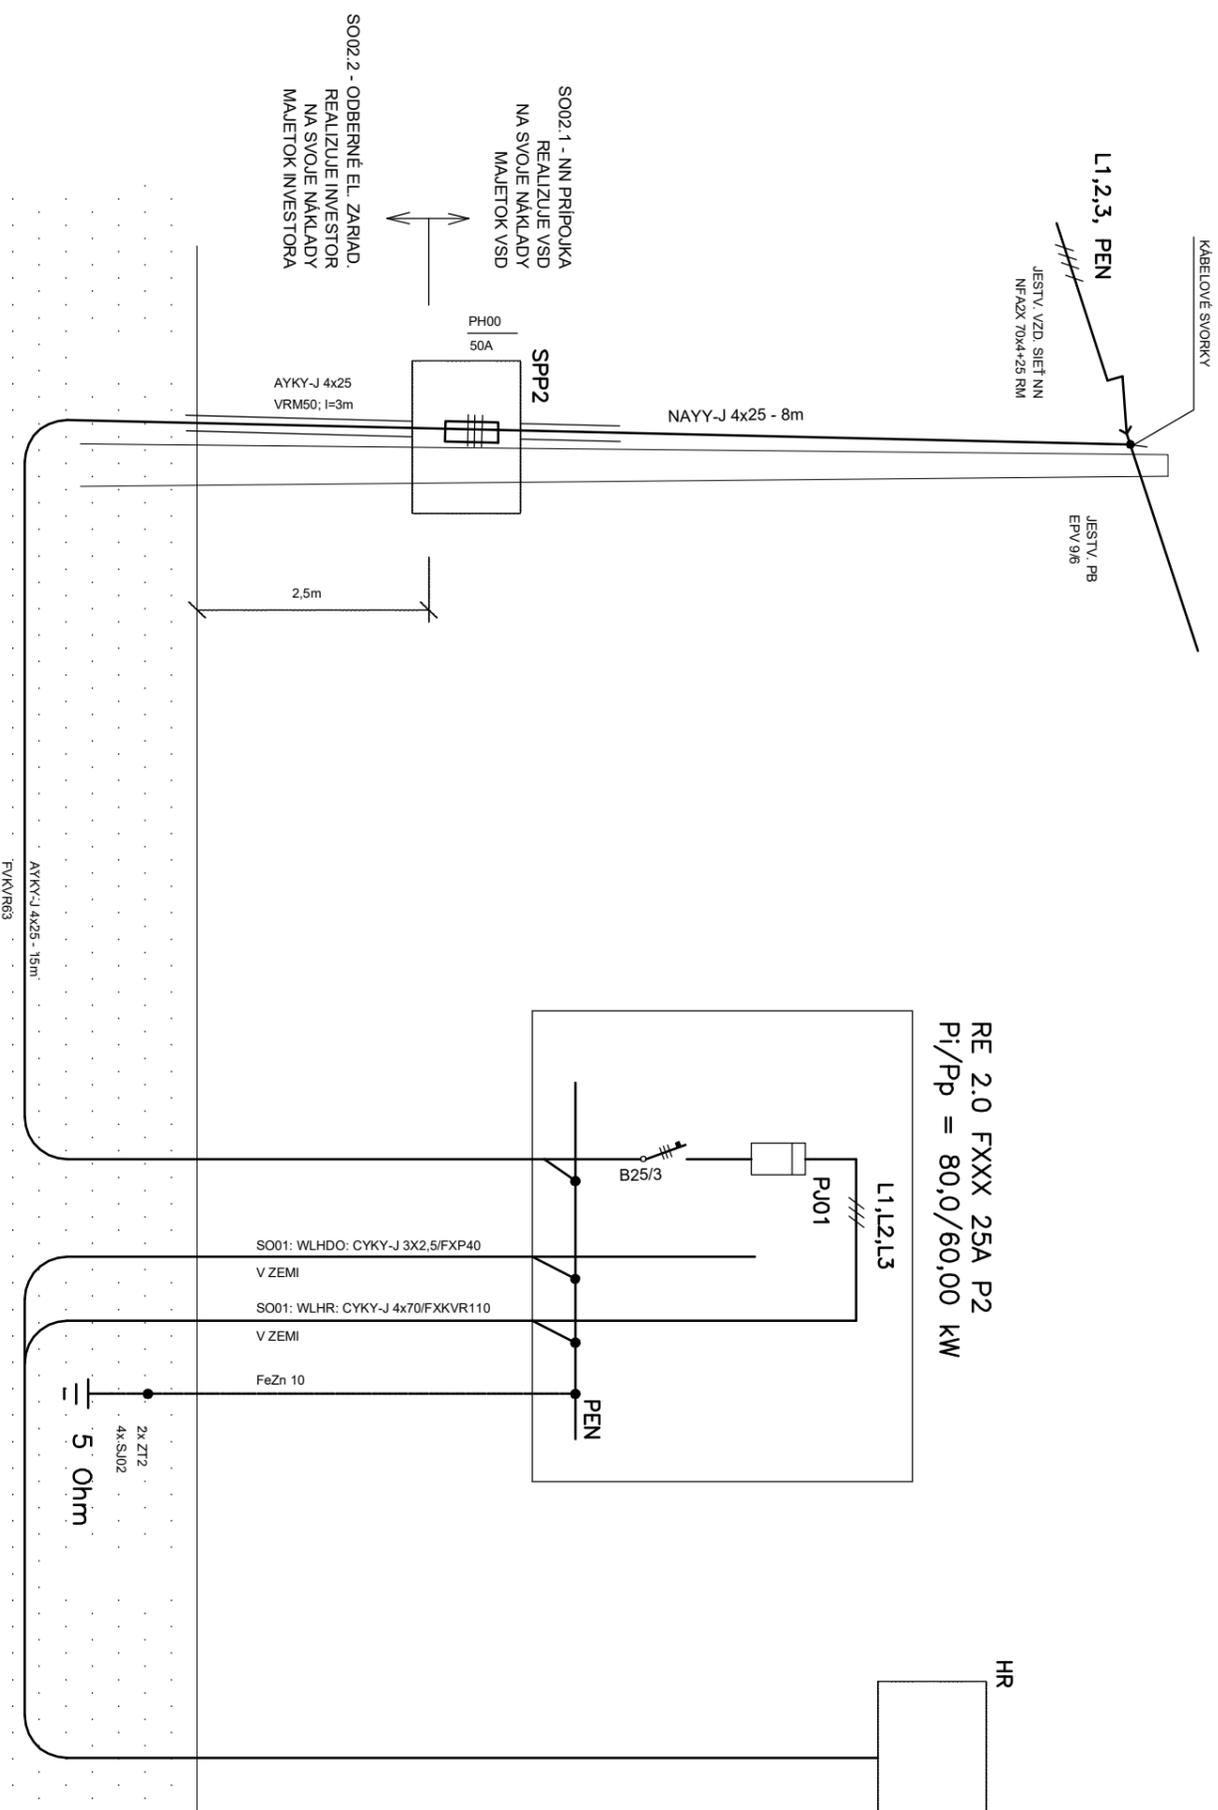 KÁBELOVÉ SVORKY
L1,2,3, PEN
JESTV. VZD. SIEŤ NN
NFA2X 70x4+25 RM
JESTV. PB
EPV 9/6
SO02.1 - NN PRÍPOJKA
REALIZUJE VSD
NA SVOJE NÁKLADY
MAJETOK VSD
SO02.2 - ODBERNÉ EL. ZARIAD.
REALIZUJE INVESTOR
NA SVOJE NÁKLADY
MAJETOK INVESTORA
PH00
50A
SPP2
NAYY-J 4x25 - 8m
AYKY-J 4x25
VRM50; l=3m
2,5m
AYKY-J 4x25 - 15m
FVKVR63
RE 2.0 FXXX 25A P2
Pi/Pp = 80,0/60,00 kW
L1,L2,L3
PJ01
B25/3
SO01: WLHDO: CYKY-J 3X2,5/FXP40
V ZEMI
SO01: WLHR: CYKY-J 4x70/FXKVR110
V ZEMI
FeZn 10
PEN
2x ZT2
4x SJ02
5 Ohm
HR